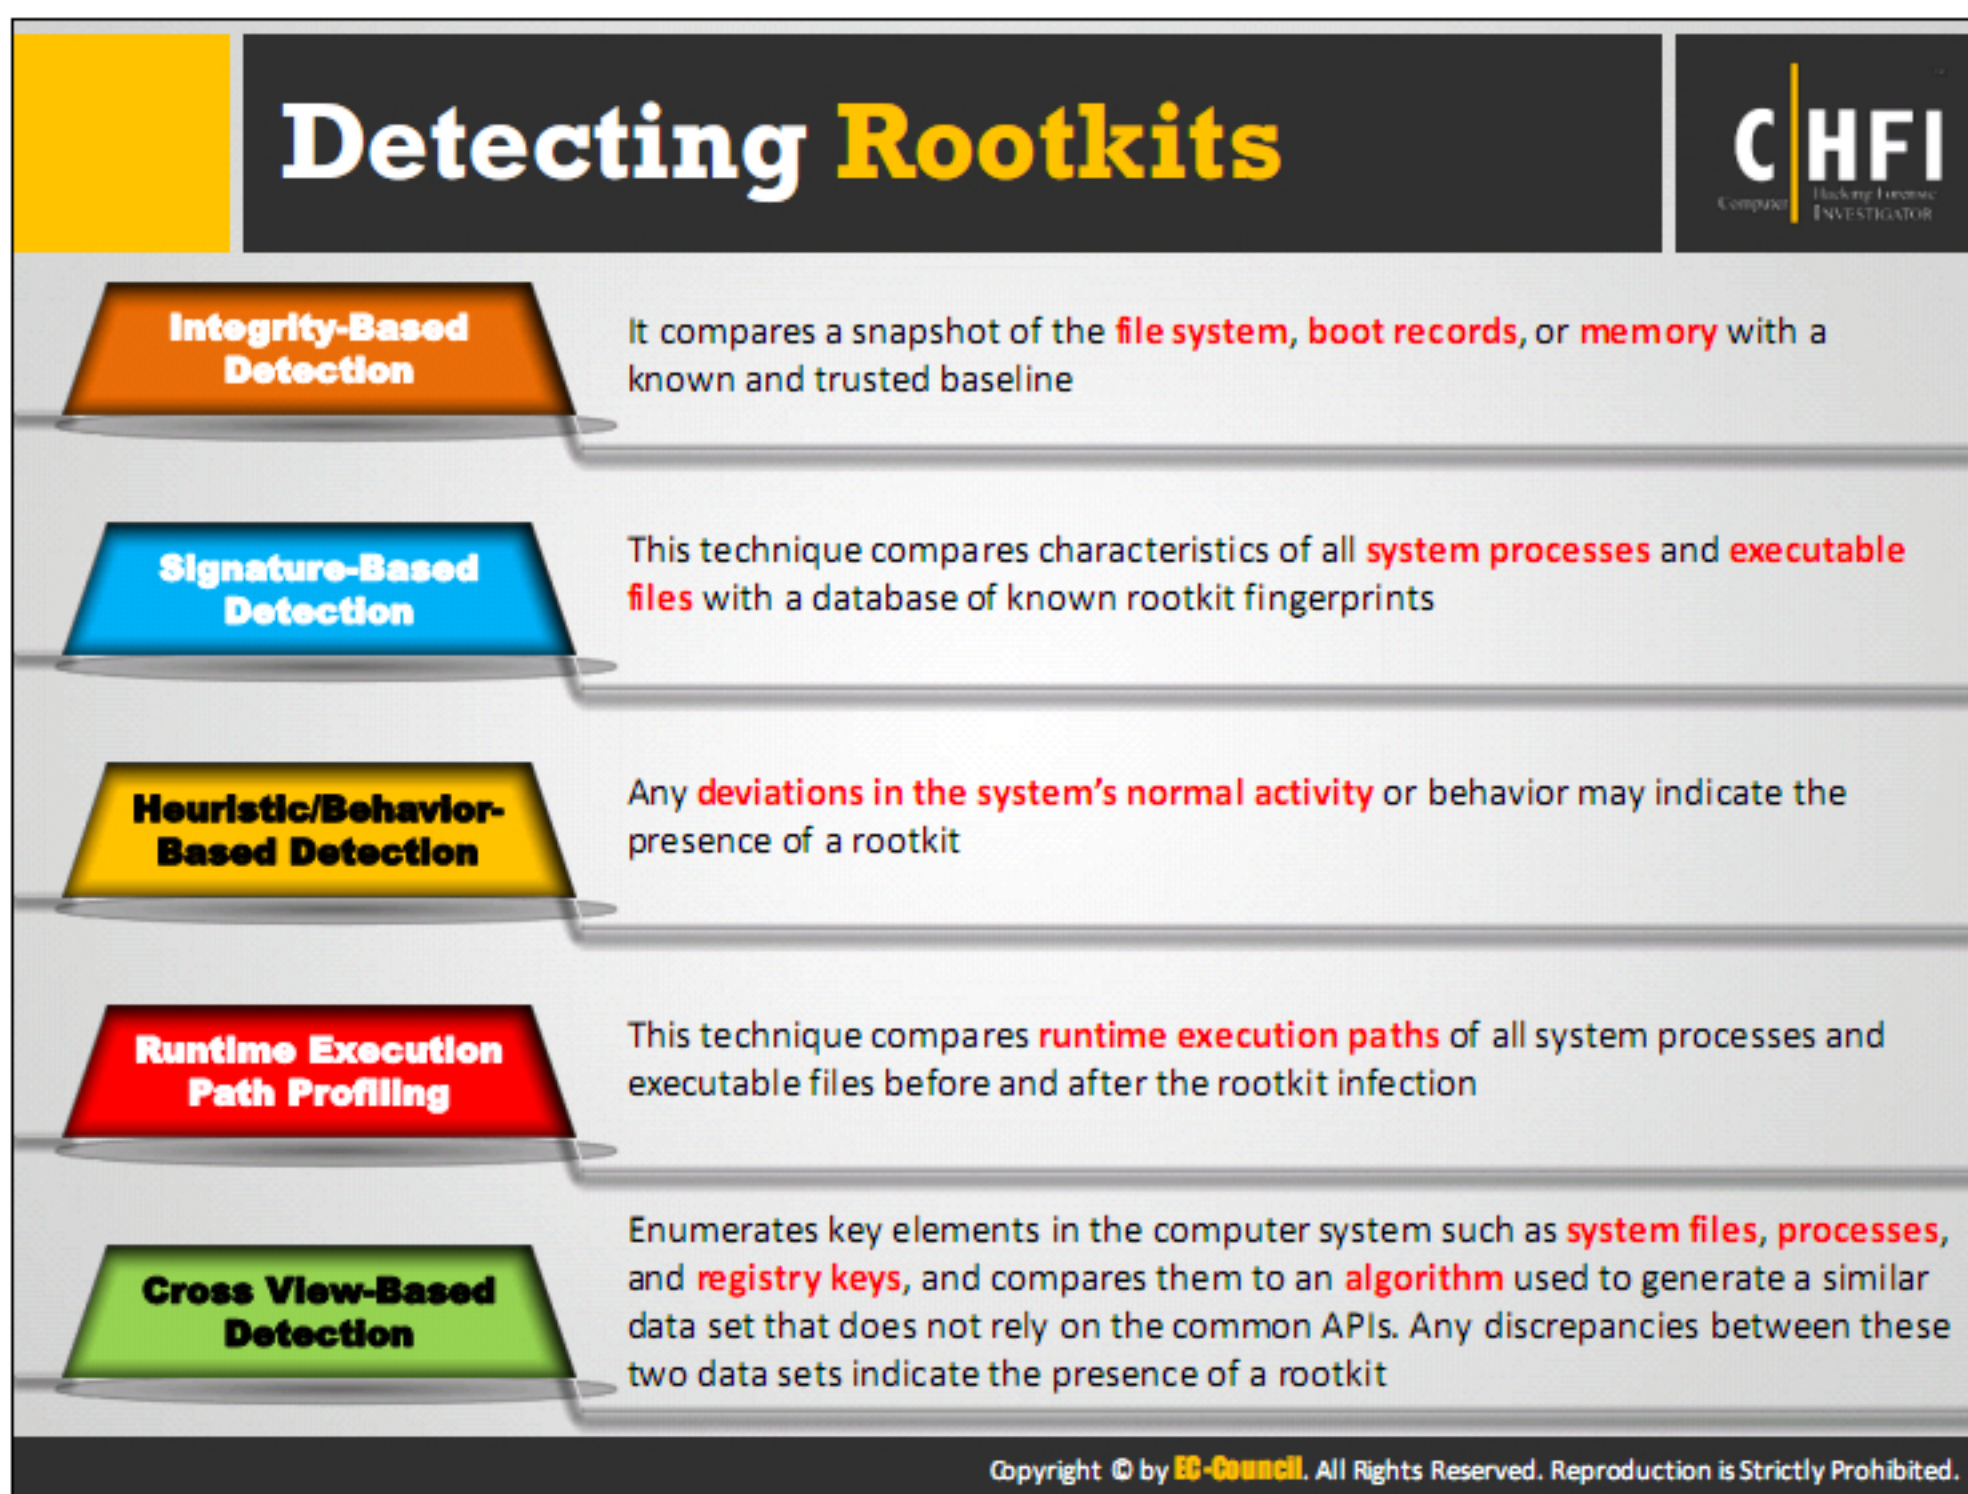 Detecting Rootkits
C HFI
Computer Hacking Forensic
INVESTIGATOR
Integrity-Based
Detection
It compares a snapshot of the file system, boot records, or memory with a
known and trusted baseline
Signature-Based
Detection
This technique compares characteristics of all system processes and executable
files with a database of known rootkit fingerprints
Heuristic/Behavior-
Based Detection
Any deviations in the system's normal activity or behavior may indicate the
presence of a rootkit
Runtime Execution
Path Profiling
This technique compares runtime execution paths of all system processes and
executable files before and after the rootkit infection
Cross View-Based
Detection
Enumerates key elements in the computer system such as system files, processes,
and registry keys, and compares them to an algorithm used to generate a similar
data set that does not rely on the common APIs. Any discrepancies between these
two data sets indicate the presence of a rootkit
Copyright © by EC-Council. All Rights Reserved. Reproduction is Strictly Prohibited.